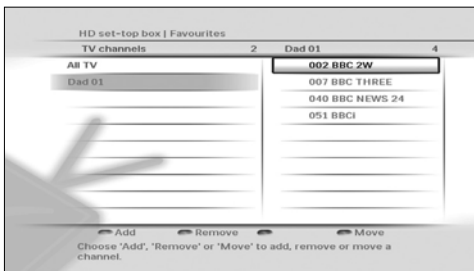 HD set-top box | Favourites
TV channels 2 Dad 01 4
All TV
Dad 01
002 BBC 2W
007 BBC THREE
040 BBC NEWS 24
051 BBCi
Add Remove Move
Choose 'Add', 'Remove' or 'Move' to add, remove or move a
channel.